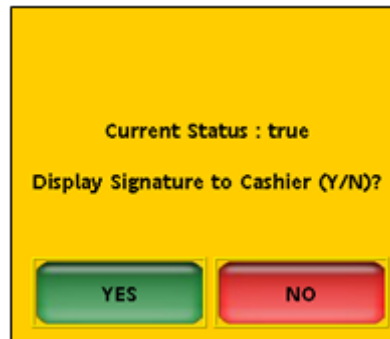 Current Status : true
Display Signature to Cashier (Y/N)?
YES
NO